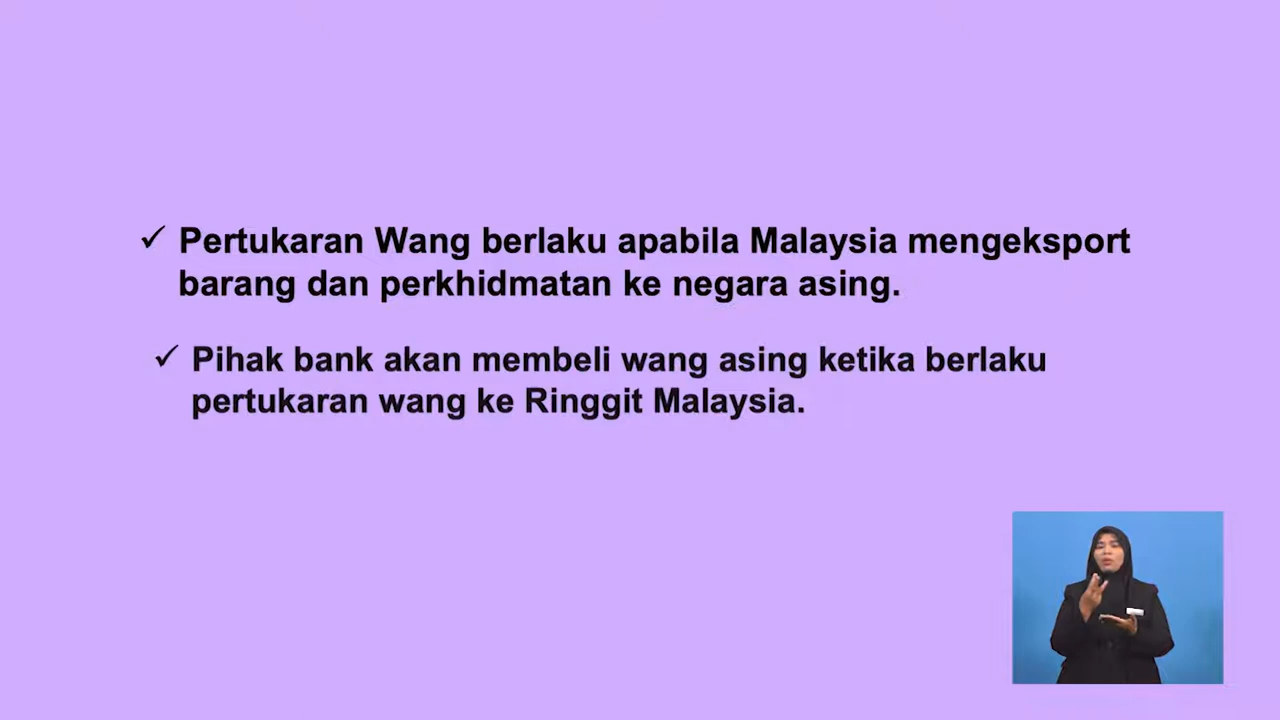 ✓ Pertukaran Wang berlaku apabila Malaysia mengeksport
barang dan perkhidmatan ke negara asing.
✓ Pihak bank akan membeli wang asing ketika berlaku
pertukaran wang ke Ringgit Malaysia.